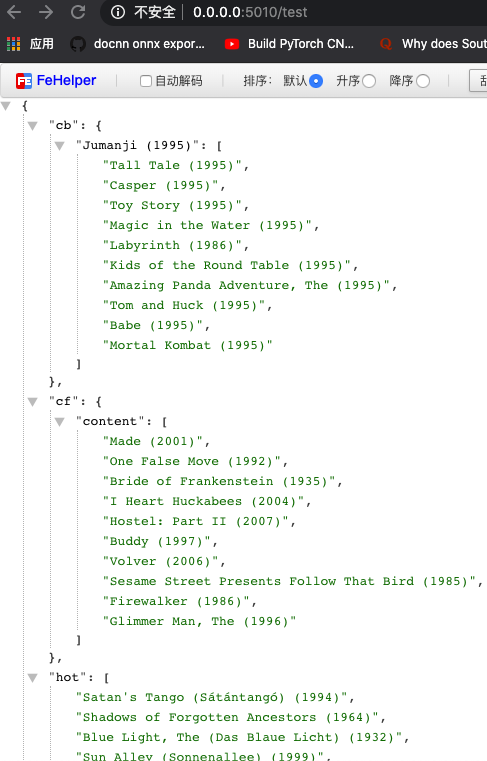 不安全 0.0.0.0:5010/test
应用 docnn onnx expor... Build PyTorch CN... Why does Sout
FeHelper 自动解码 排序: 默认 升序 降序
{
"cb": {
"Jumanji (1995)": [
"Tall Tale (1995)",
"Casper (1995)",
"Toy Story (1995)",
"Magic in the Water (1995)",
"Labyrinth (1986)",
"Kids of the Round Table (1995)",
"Amazing Panda Adventure, The (1995)",
"Tom and Huck (1995)",
"Babe (1995)",
"Mortal Kombat (1995)"
]
},
"cf": {
"content": [
"Made (2001)",
"One False Move (1992)",
"Bride of Frankenstein (1935)",
"I Heart Huckabees (2004)",
"Hostel: Part II (2007)",
"Buddy (1997)",
"Volver (2006)",
"Sesame Street Presents Follow That Bird (1985)",
"Firewalker (1986)",
"Glimmer Man, The (1996)"
]
},
"hot": [
"Satan's Tango (Sátántangó) (1994)",
"Shadows of Forgotten Ancestors (1964)",
"Blue Light, The (Das Blaue Licht) (1932)",
"Sun Alley (Sonnenallee) (1999)",